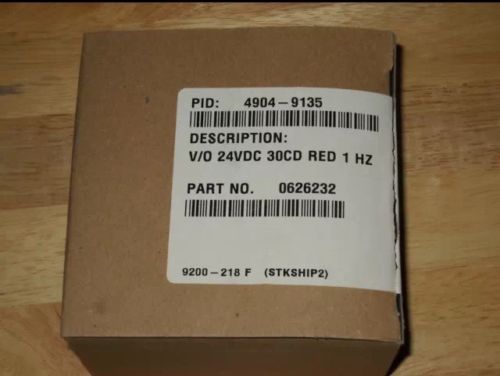 PID: 4904-9135
DESCRIPTION:
V/O 24VDC 30CD RED 1 HZ
PART NO. 0626232
9200-218 F (STKSHIP2)